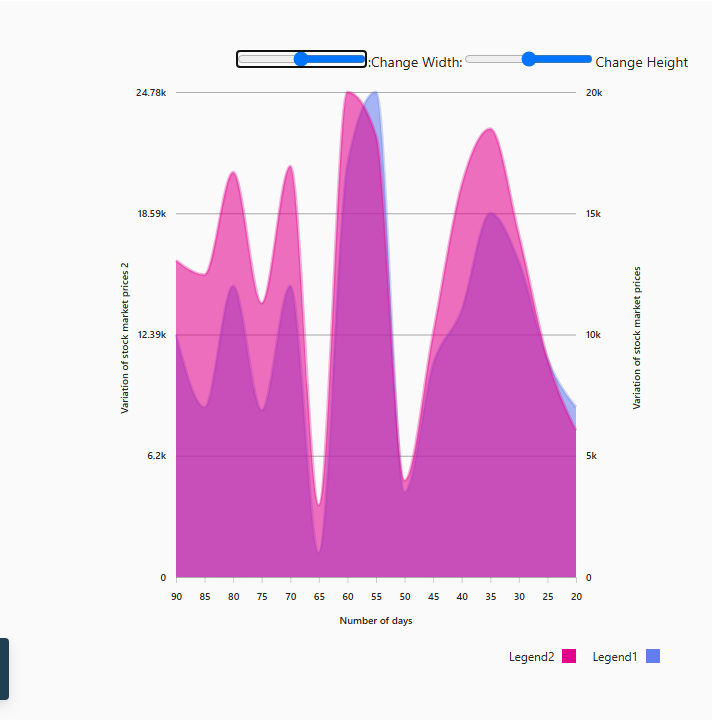 :Change Width: Change Height
24.78k
18.59k
12.39k
6.2k
0
Variation of stock market prices 2
20k
15k
10k
5k
0
Variation of stock market prices
90 85 80 75 70 65 60 55 50 45 40 35 30 25 20
Number of days
Legend2 Legend1